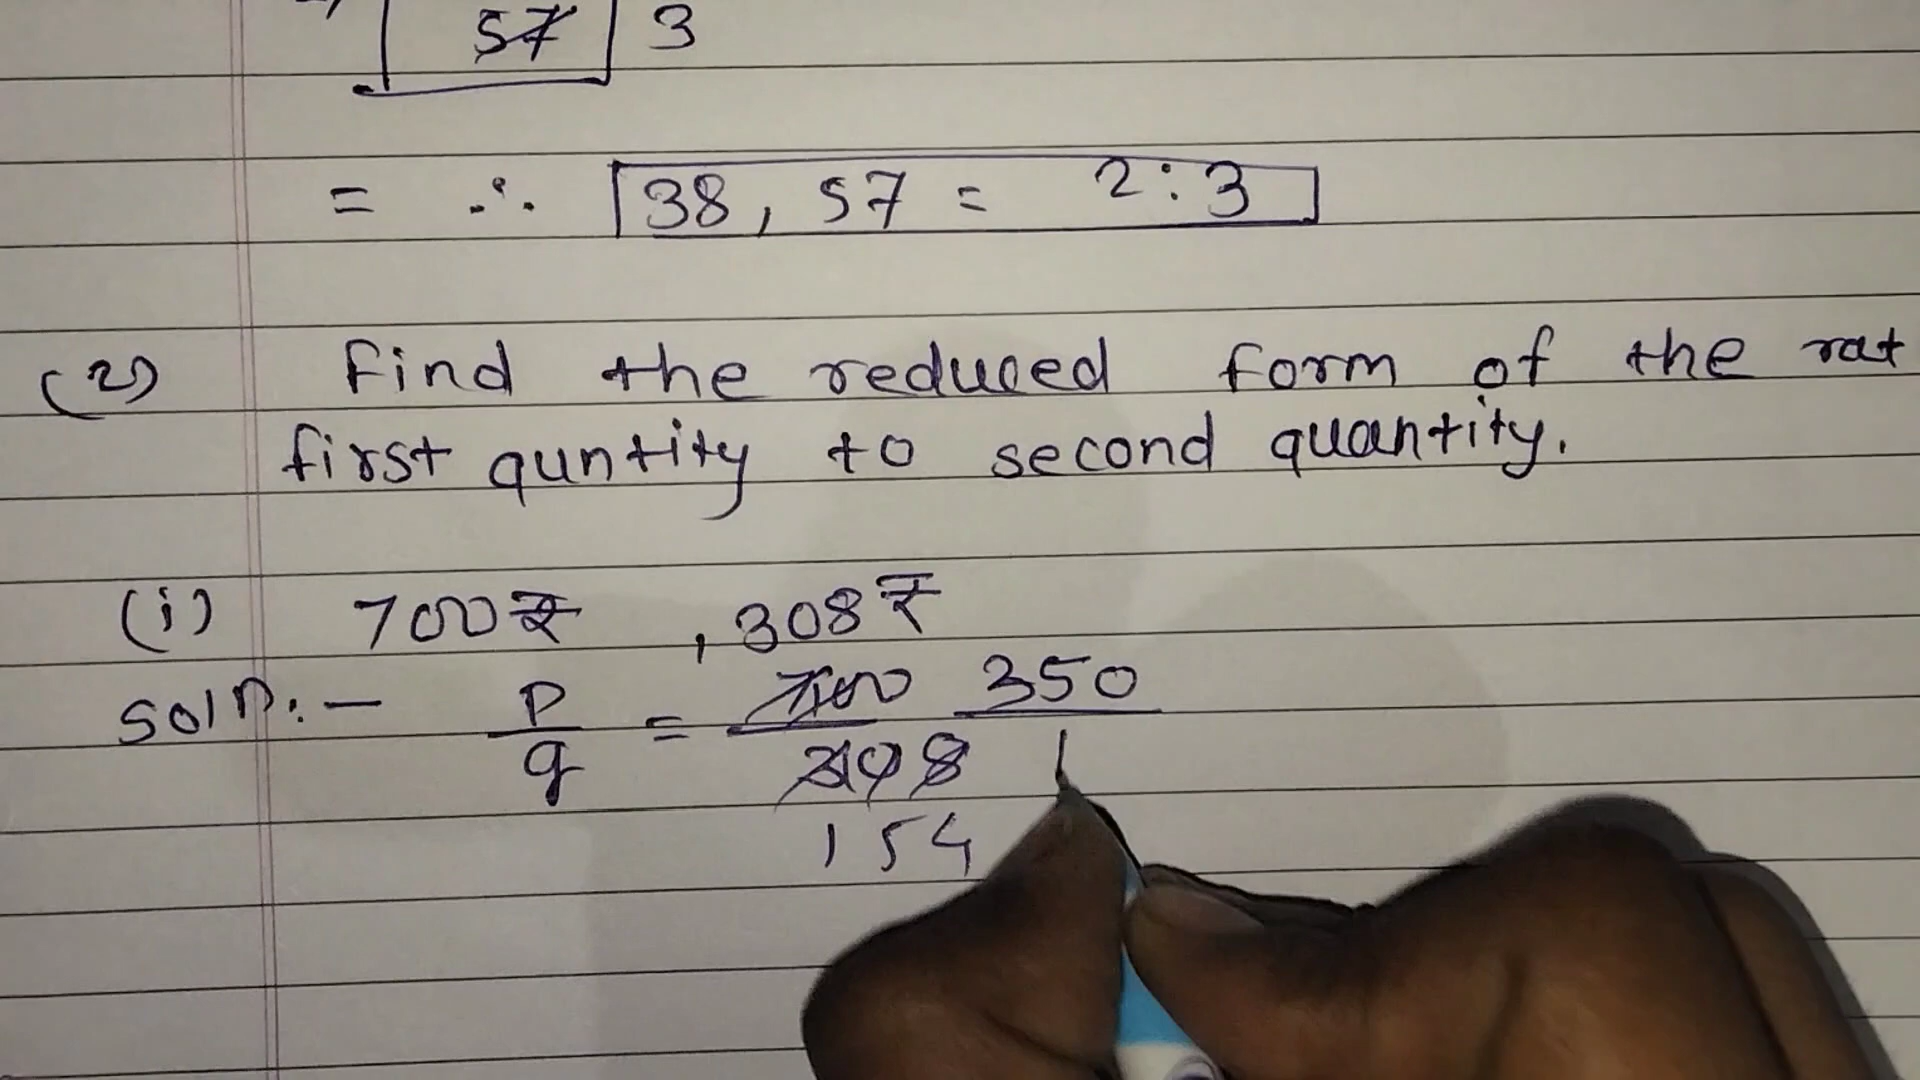 57 3
= ∴ 38, 57 = 2:3
(2) Find the reduced form of the rat
first quntity to second quantity.
(i) 700₹ , 308₹
Solⁿ:- p/q = 700/308 350/1
154